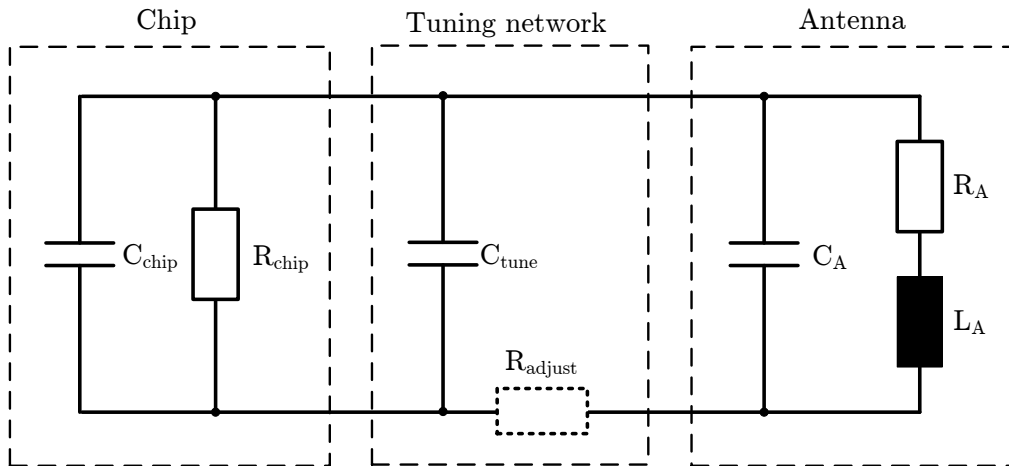 Chip
Tuning network
Antenna
C_chip
R_chip
C_tune
R_adjust
C_A
R_A
L_A